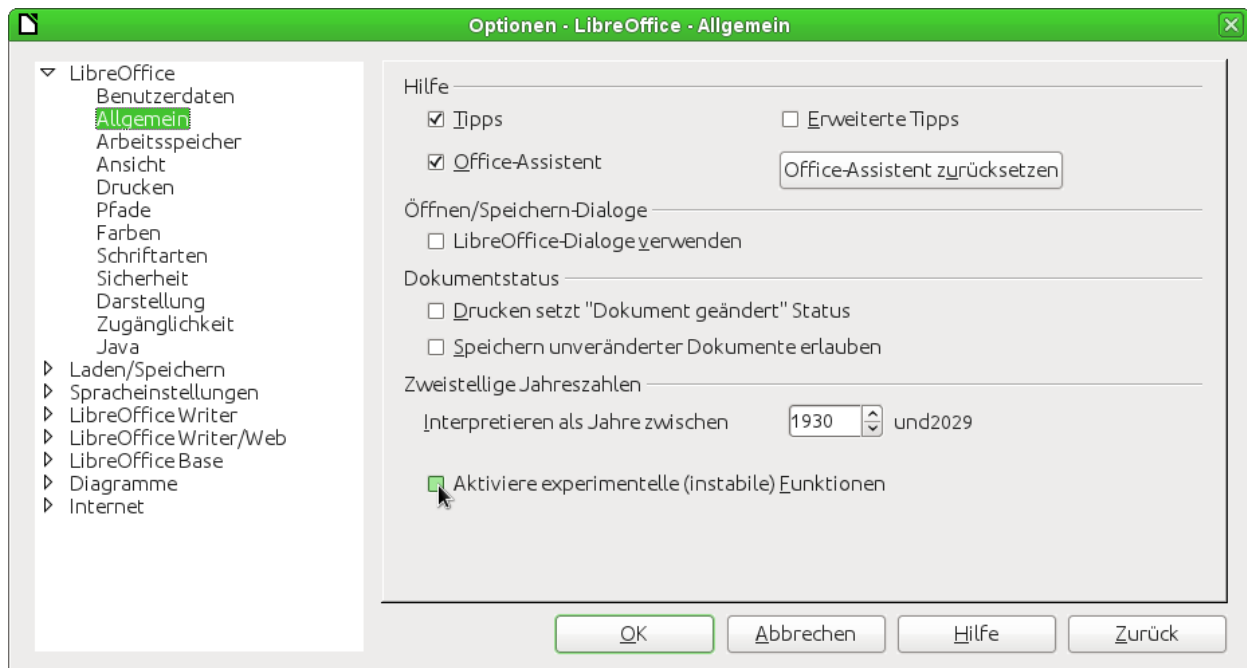 Optionen - LibreOffice - Allgemein
LibreOffice
Benutzerdaten
Allgemein
Arbeitsspeicher
Ansicht
Drucken
Pfade
Farben
Schriftarten
Sicherheit
Darstellung
Zugänglichkeit
Java
Laden/Speichern
Spracheinstellungen
LibreOffice Writer
LibreOffice Writer/Web
LibreOffice Base
Diagramme
Internet
Hilfe
Tipps
Erweiterte Tipps
Office-Assistent
Office-Assistent zurücksetzen
Öffnen/Speichern-Dialoge
LibreOffice-Dialoge verwenden
Dokumentstatus
Drucken setzt "Dokument geändert" Status
Speichern unveränderter Dokumente erlauben
Zweistellige Jahreszahlen
Interpretieren als Jahre zwischen 1930 und2029
Aktiviere experimentelle (instabile) Funktionen
OK Abbrechen Hilfe Zurück